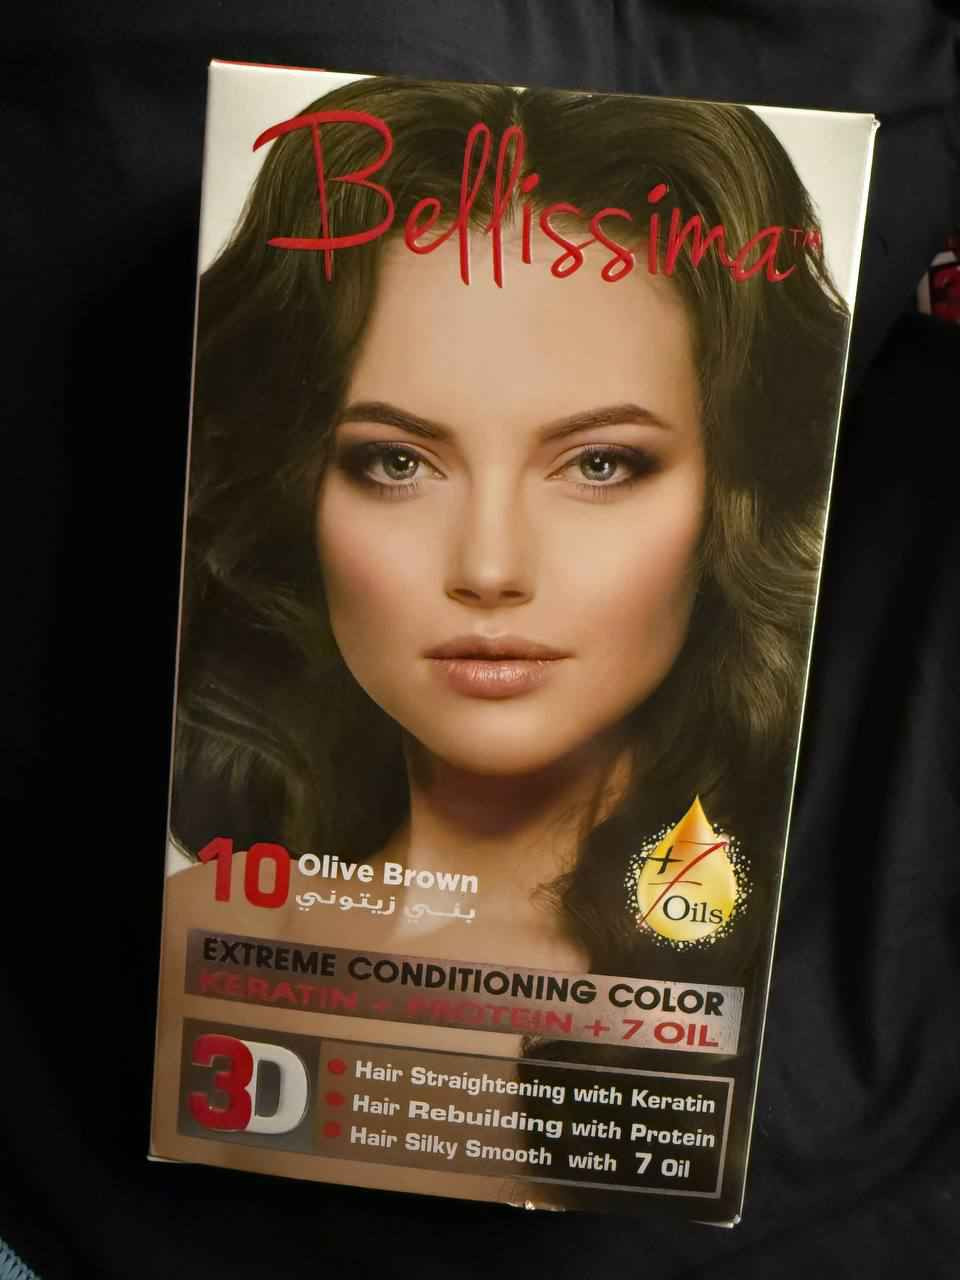 Bellissima™
10 Olive Brown
بني زيتوني
+7
Oils
EXTREME CONDITIONING COLOR
KERATIN + PROTEIN + 7 OIL
3D
Hair Straightening with Keratin
Hair Rebuilding with Protein
Hair Silky Smooth with 7 Oil